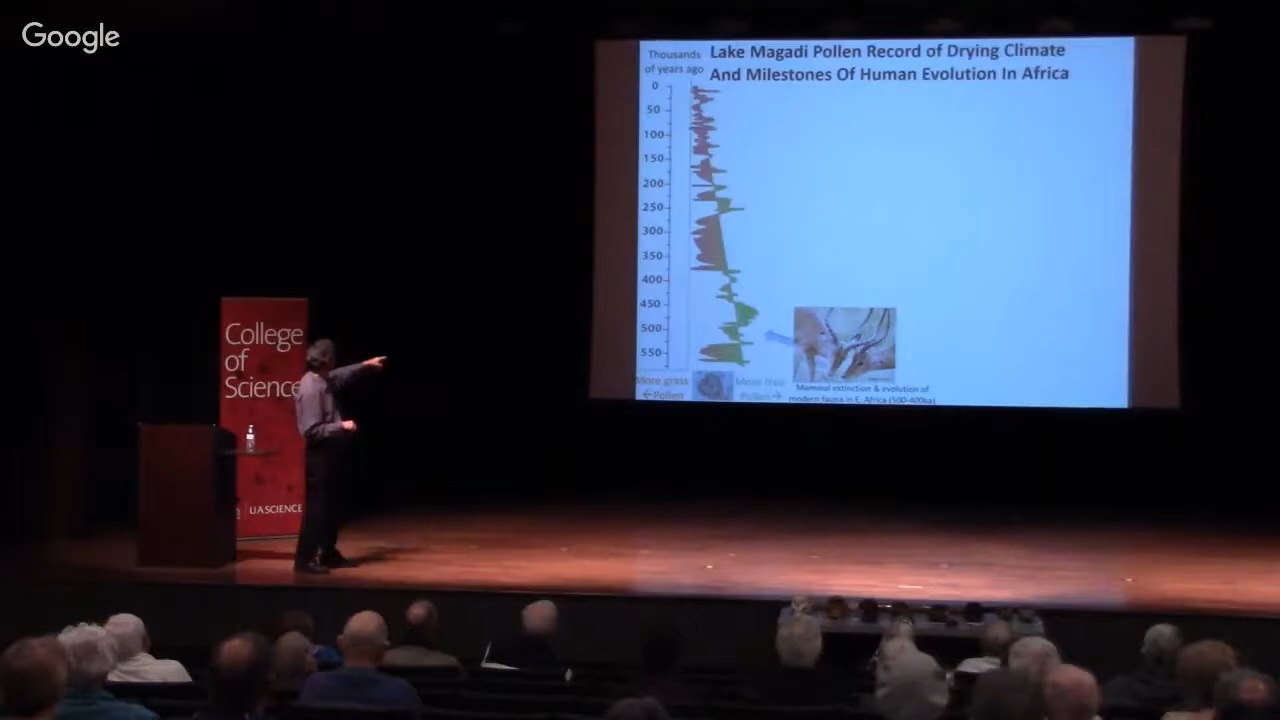 Google
Thousands
of years ago
Lake Magadi Pollen Record of Drying Climate
And Milestones Of Human Evolution In Africa
0
50
100
150
200
250
300
350
400
450
500
550
More grass
←Pollen
More tree
Pollen→
Mammal extinction & evolution of
modern fauna in E. Africa (500-400ka)
College
of
Science
UA SCIENCE